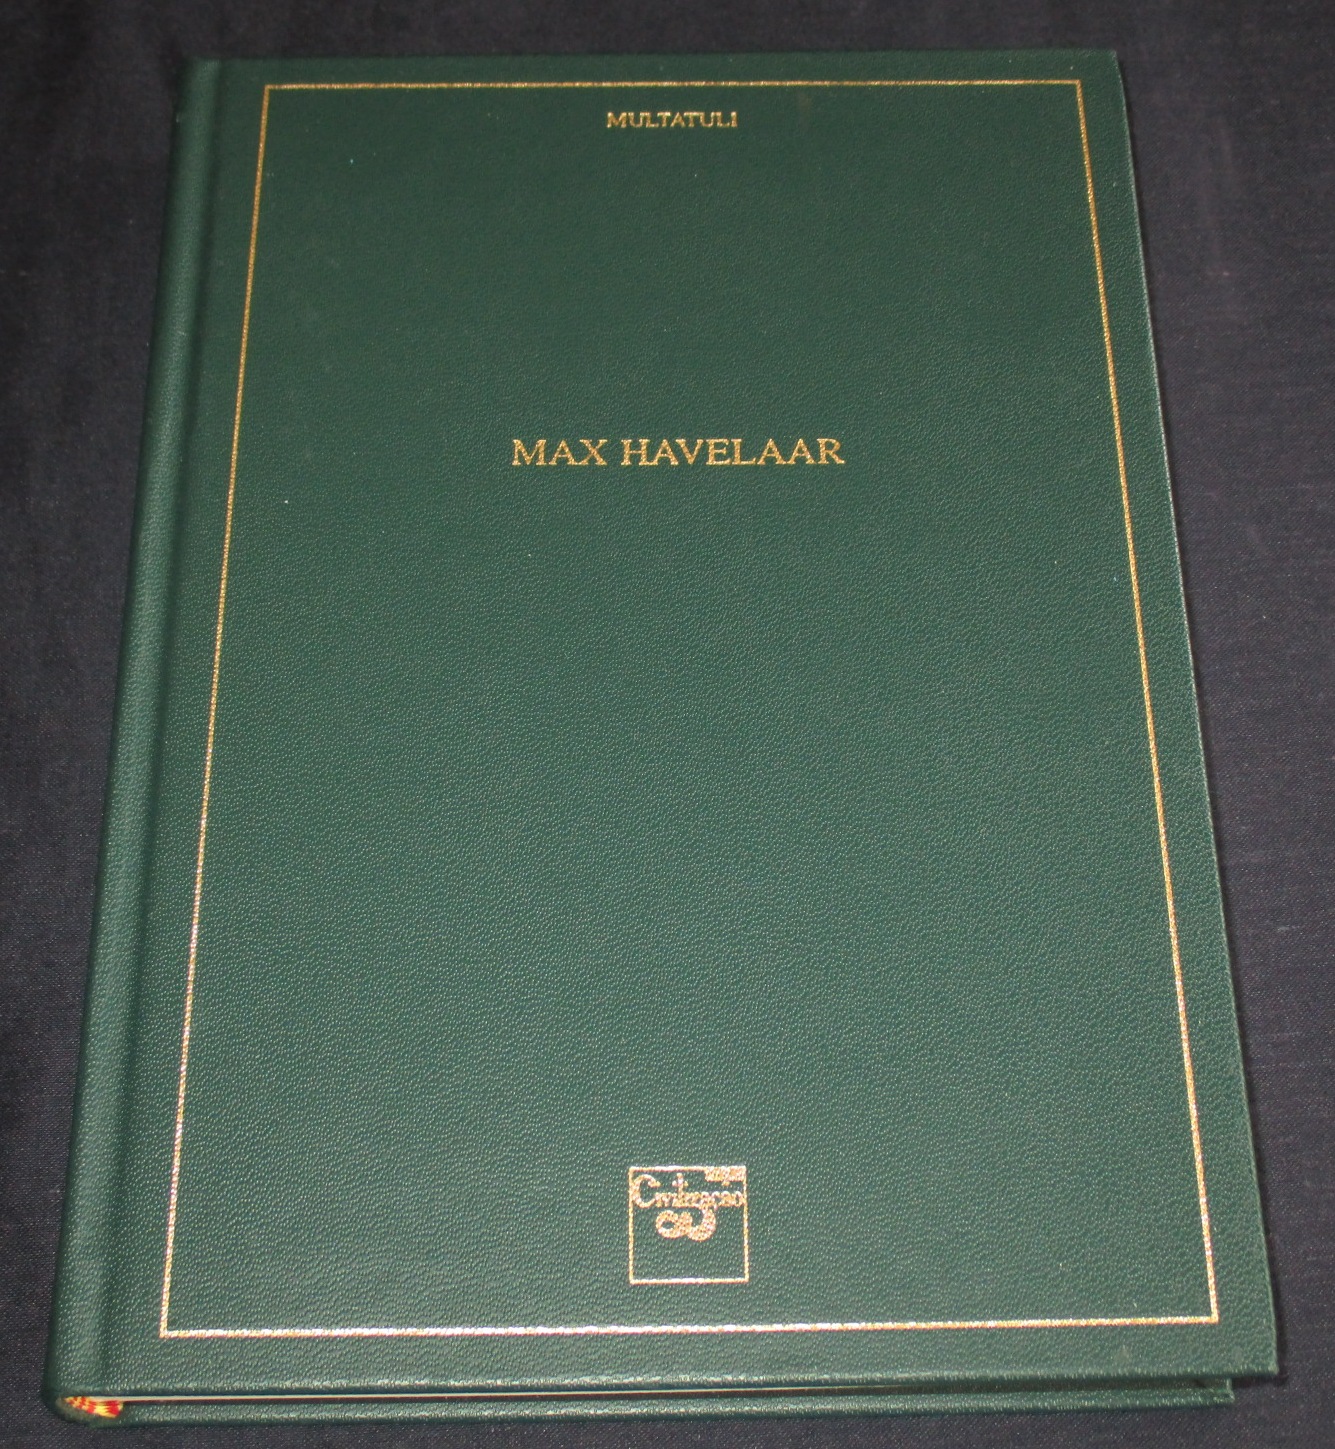 MULTATULI
MAX HAVELAAR
Civilização